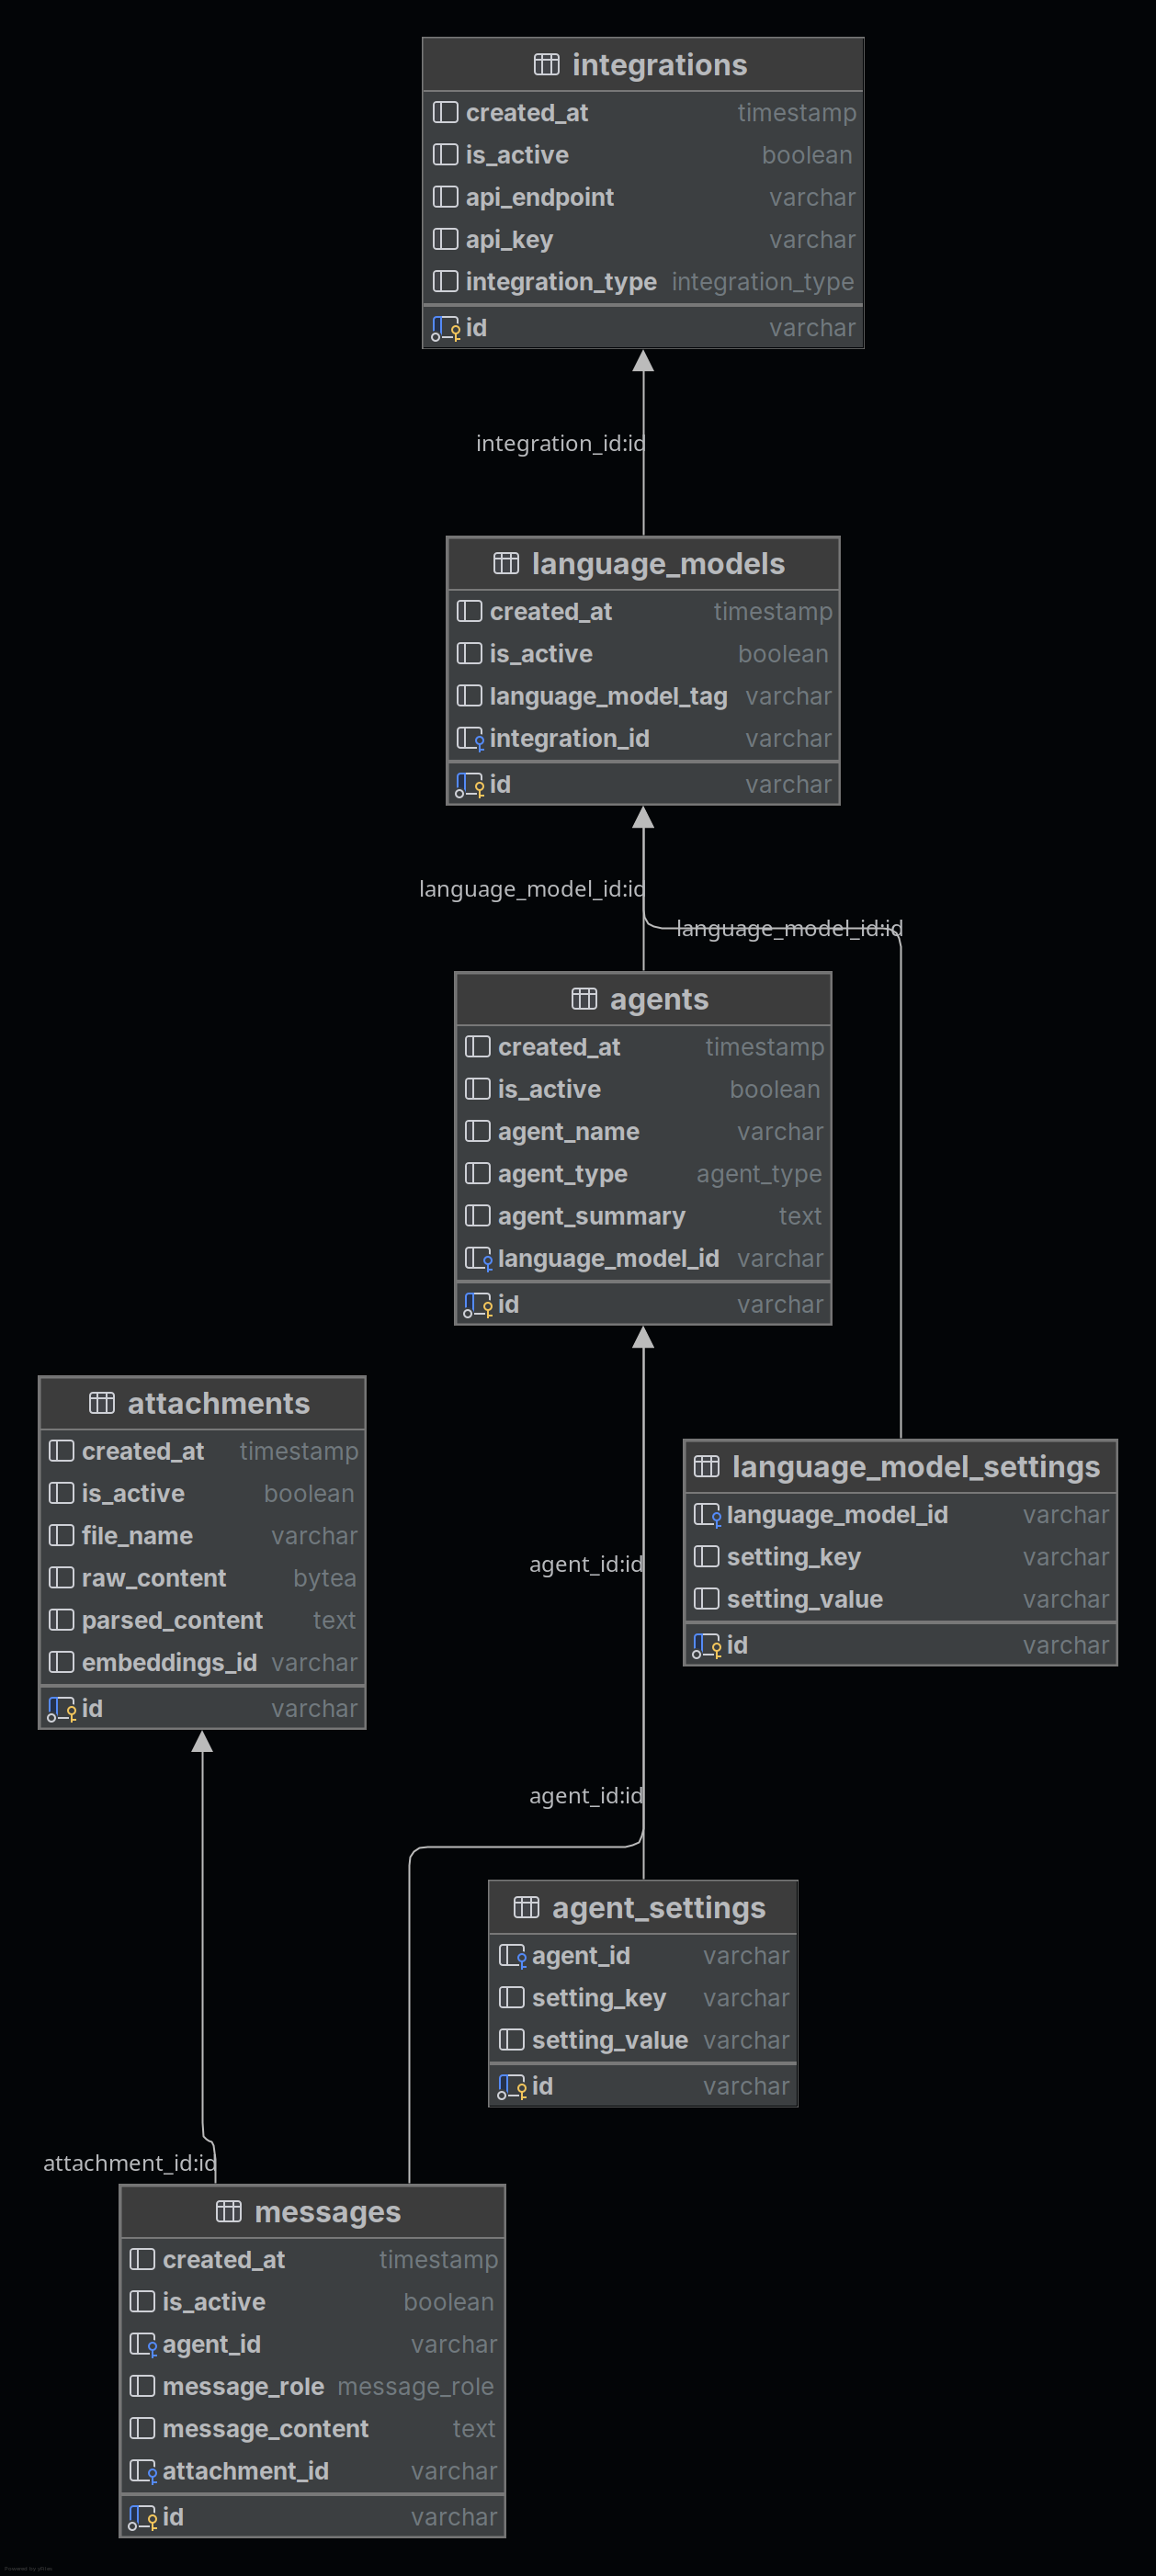 integrations
created_at timestamp
is_active boolean
api_endpoint varchar
api_key varchar
integration_type integration_type
id varchar
integration_id:id
language_models
created_at timestamp
is_active boolean
language_model_tag varchar
integration_id varchar
id varchar
language_model_id:id
language_model_id:id
agents
created_at timestamp
is_active boolean
agent_name varchar
agent_type agent_type
agent_summary text
language_model_id varchar
id varchar
attachments
created_at timestamp
is_active boolean
file_name varchar
raw_content bytea
parsed_content text
embeddings_id varchar
id varchar
language_model_settings
language_model_id varchar
setting_key varchar
setting_value varchar
id varchar
agent_id:id
agent_id:id
agent_settings
agent_id varchar
setting_key varchar
setting_value varchar
id varchar
attachment_id:id
messages
created_at timestamp
is_active boolean
agent_id varchar
message_role message_role
message_content text
attachment_id varchar
id varchar
Powered by yFiles